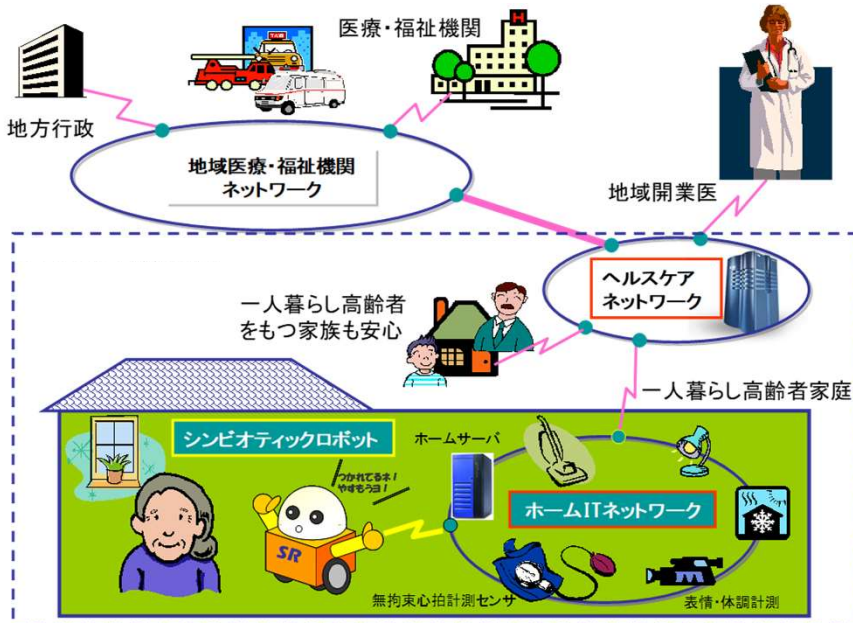 医療・福祉機関
TAXI
H
地方行政
地域医療・福祉機関
ネットワーク
地域開業医
ヘルスケア
ネットワーク
一人暮らし高齢者
をもつ家族も安心
一人暮らし高齢者家庭
シンビオティックロボット
ホームサーバ
つかれてるネ！
やすもうヨ！
ホームITネットワーク
SR
無拘束心拍計測センサ
表情・体調計測